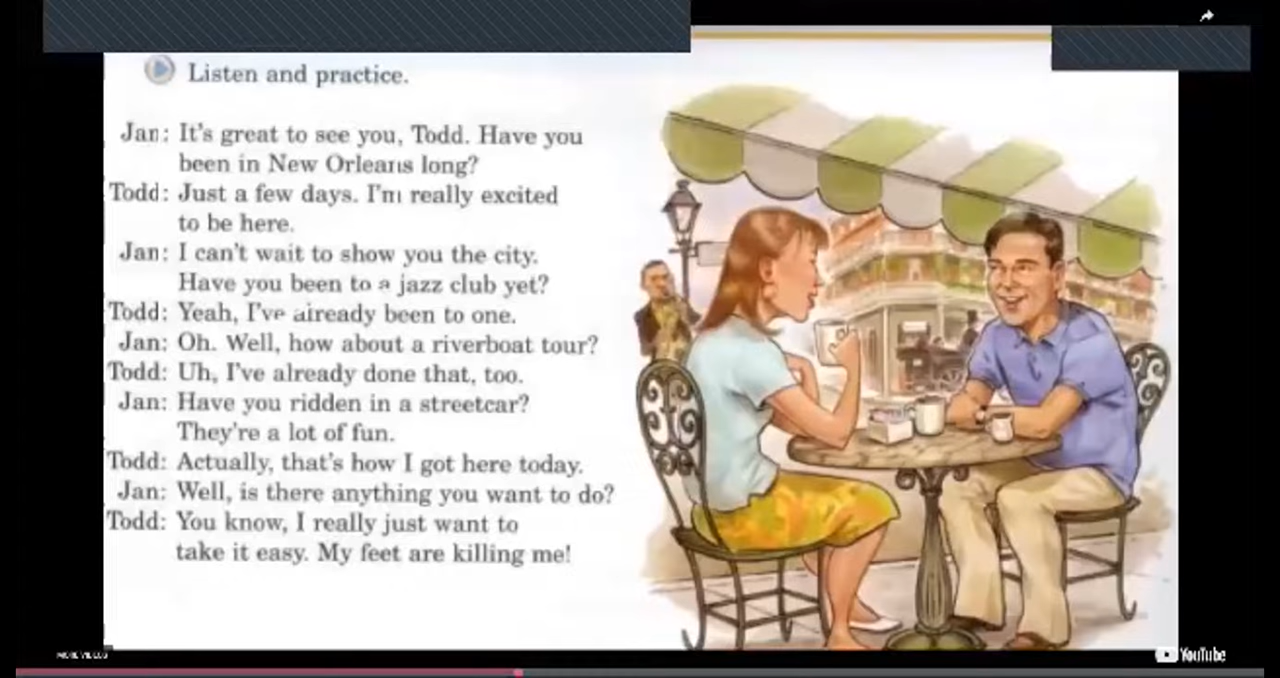 Listen and practice.
Jan: It's great to see you, Todd. Have you
been in New Orleans long?
Todd: Just a few days. I'm really excited
to be here.
Jan: I can't wait to show you the city.
Have you been to a jazz club yet?
Todd: Yeah, I've already been to one.
Jan: Oh. Well, how about a riverboat tour?
Todd: Uh, I've already done that, too.
Jan: Have you ridden in a streetcar?
They're a lot of fun.
Todd: Actually, that's how I got here today.
Jan: Well, is there anything you want to do?
Todd: You know, I really just want to
take it easy. My feet are killing me!
MORE VIDEOS
YouTube